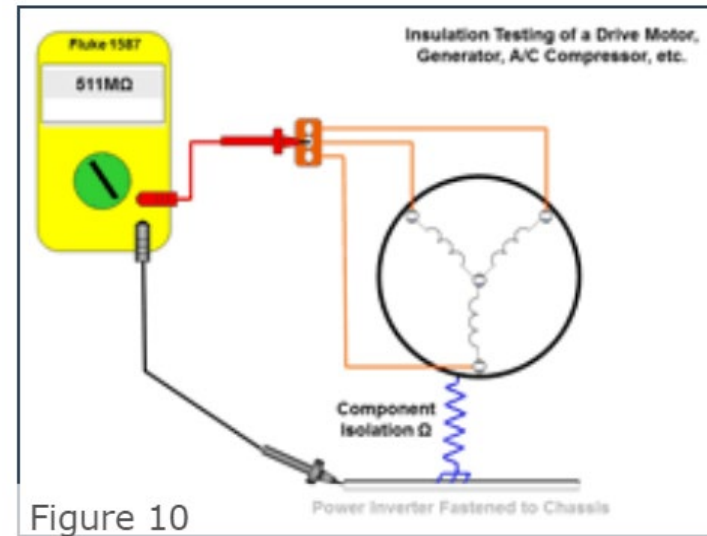 Fluke 1587
511MΩ
Insulation Testing of a Drive Motor,
Generator, A/C Compressor, etc.
Component
Isolation Ω
Power Inverter Fastened to Chassis
Figure 10